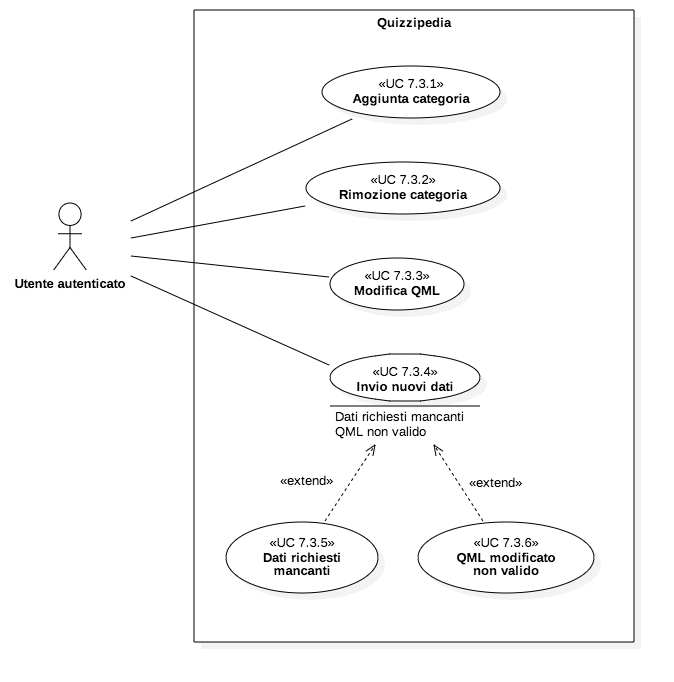 Quizzipedia
«UC 7.3.1»
Aggiunta categoria
«UC 7.3.2»
Rimozione categoria
Utente autenticato
«UC 7.3.3»
Modifica QML
«UC 7.3.4»
Invio nuovi dati
Dati richiesti mancanti
QML non valido
«extend»
«extend»
«UC 7.3.5»
Dati richiesti
mancanti
«UC 7.3.6»
QML modificato
non valido